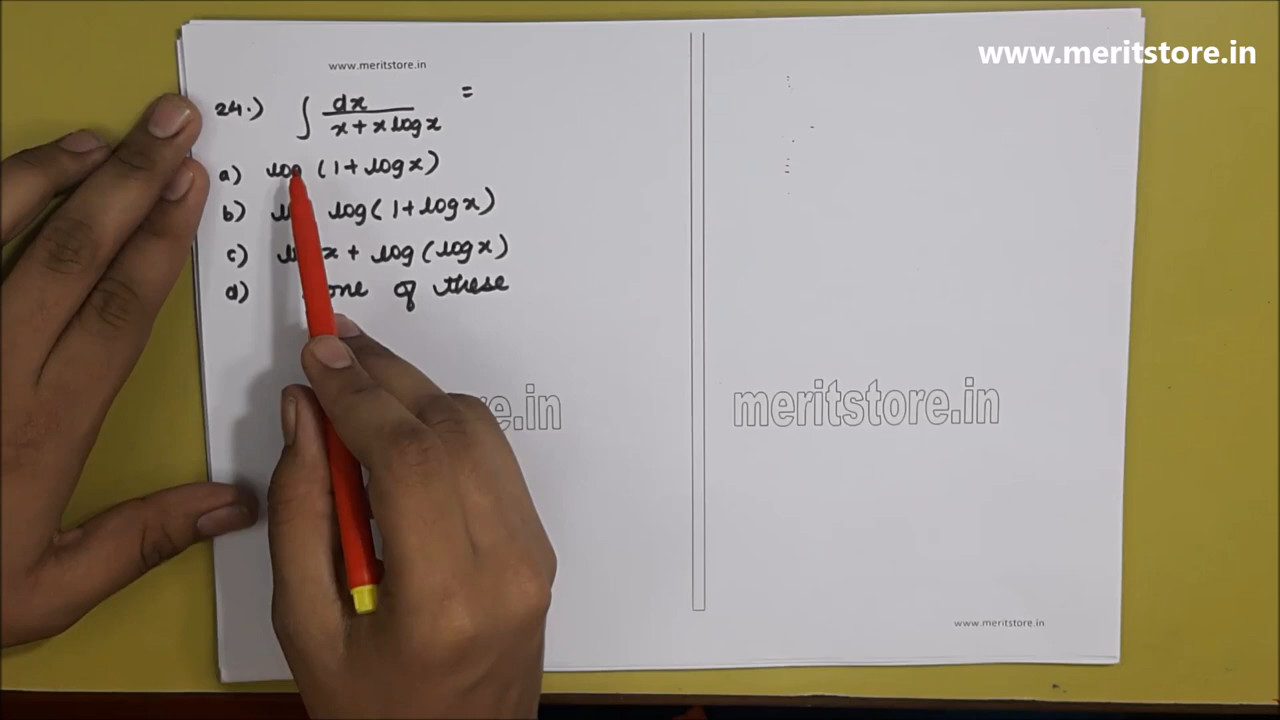 www.meritstore.in
www.meritstore.in
24.) ∫ dx / x + x log x =
a) log (1 + log x)
b) log (1 + log x)
c) x + log (log x)
d) of these
re.in
meritstore.in
www.meritstore.in